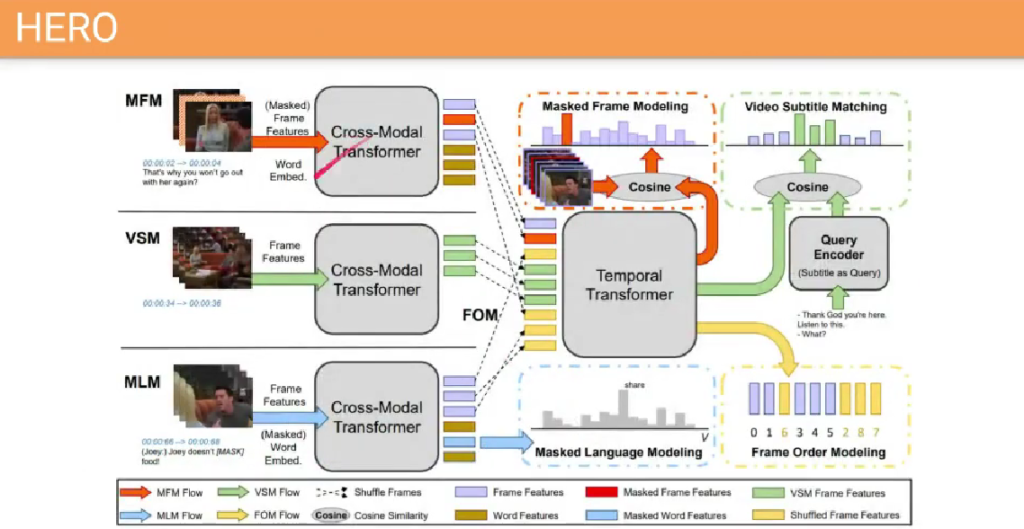 HERO
MFM
(Masked)
Frame
Features
Word
Embed.
00:00:02 --> 00:00:04
That's why you won't go out
with her again?
Cross-Modal
Transformer
VSM
Frame
Features
00:00:34 --> 00:00:36
Cross-Modal
Transformer
FOM
MLM
Frame
Features
(Masked)
Word
Embed.
00:00:66 --> 00:00:68
(Joey:) Joey doesn't [MASK]
food!
Cross-Modal
Transformer
Masked Frame Modeling
Cosine
Video Subtitle Matching
Cosine
Temporal
Transformer
Query
Encoder
(Subtitle as Query)
- Thank God you're here.
Listen to this.
- What?
share
V
Masked Language Modeling
0 1 6 3 4 5 2 8 7
Frame Order Modeling
MFM Flow
VSM Flow
Shuffle Frames
Frame Features
Masked Frame Features
VSM Frame Features
MLM Flow
FOM Flow
Cosine
Cosine Similarity
Word Features
Masked Word Features
Shuffled Frame Features